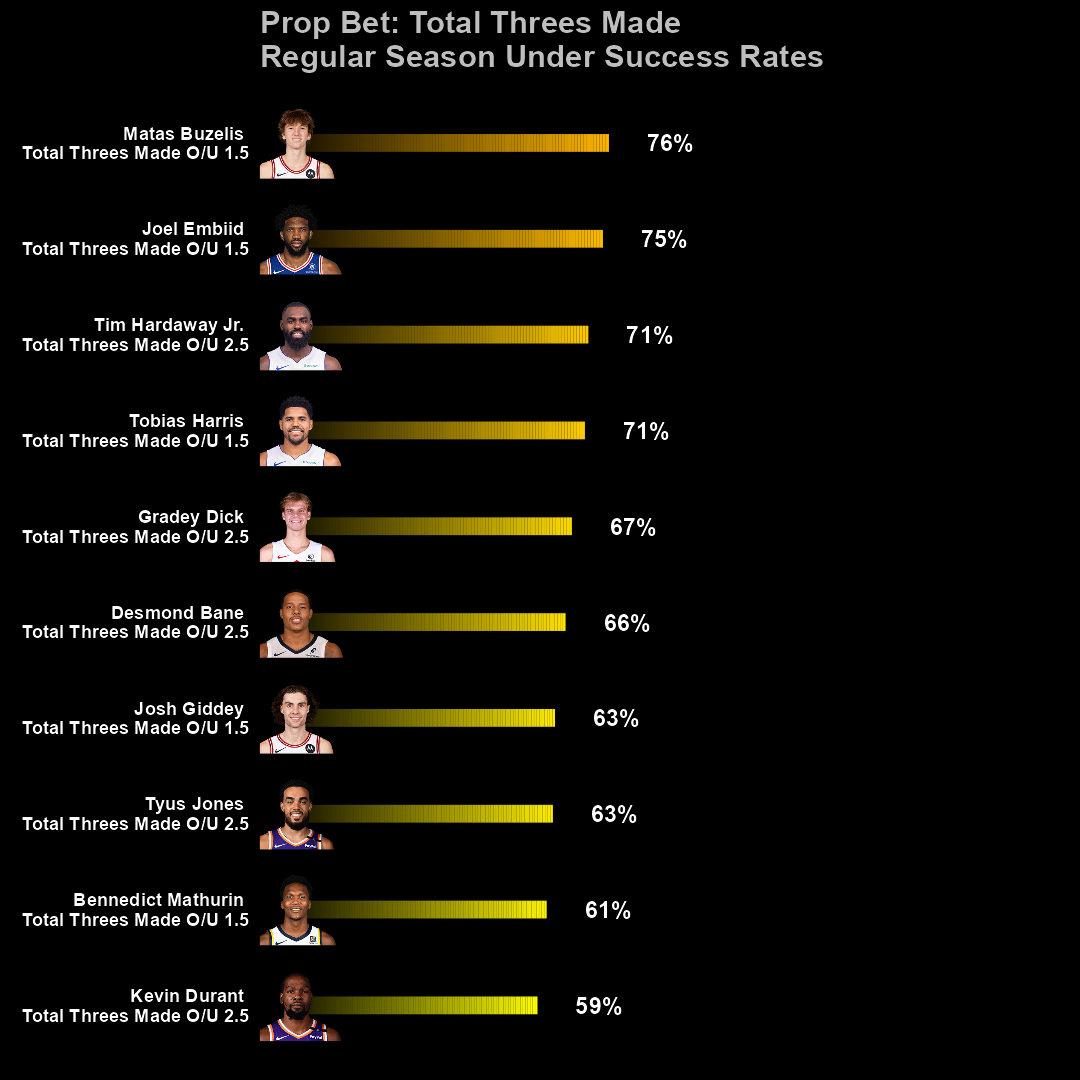 Prop Bet: Total Threes Made
Regular Season Under Success Rates
Matas Buzelis
Total Threes Made O/U 1.5
76%
Joel Embiid
Total Threes Made O/U 1.5
75%
Tim Hardaway Jr.
Total Threes Made O/U 2.5
71%
Tobias Harris
Total Threes Made O/U 1.5
71%
Gradey Dick
Total Threes Made O/U 2.5
67%
Desmond Bane
Total Threes Made O/U 2.5
66%
Josh Giddey
Total Threes Made O/U 1.5
63%
Tyus Jones
Total Threes Made O/U 2.5
63%
Bennedict Mathurin
Total Threes Made O/U 1.5
61%
Kevin Durant
Total Threes Made O/U 2.5
59%